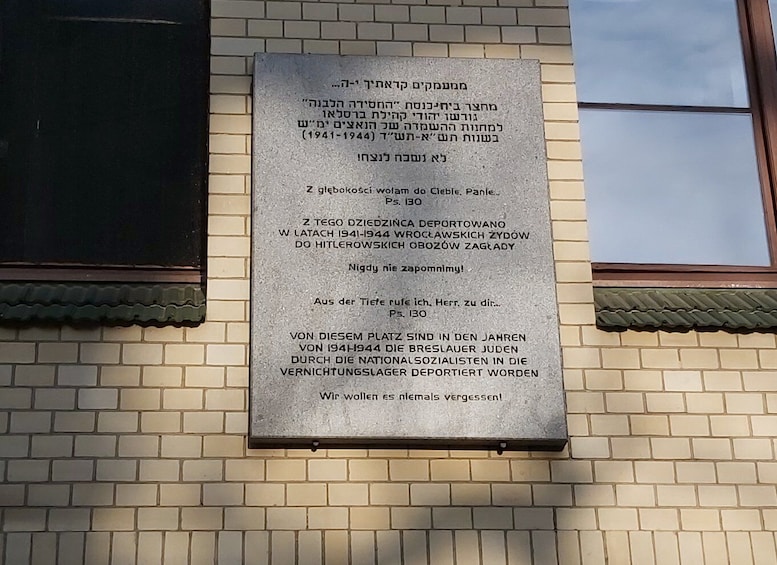 ממעמקים קראתיך י-ה...
מחצר בית-כנסת "החסידה הלבנה"
גורשו יהודי קהילת ברסלאו
למחנות ההשמדה של הנאצים ימ"ש
בשנות תש"א-תש"ד (1941-1944)
לא נשכח לנצח!
Z głębokości wołam do Ciebie, Panie...
Ps. 130
Z TEGO DZIEDZIŃCA DEPORTOWANO
W LATACH 1941-1944 WROCŁAWSKICH ŻYDÓW
DO HITLEROWSKICH OBOZÓW ZAGŁADY
Nigdy nie zapomnimy!
Aus der Tiefe rufe ich, Herr, zu dir...
Ps. 130
VON DIESEM PLATZ SIND IN DEN JAHREN
VON 1941-1944 DIE BRESLAUER JUDEN
DURCH DIE NATIONALSOZIALISTEN IN DIE
VERNICHTUNGSLAGER DEPORTIERT WORDEN
Wir wollen es niemals vergessen!